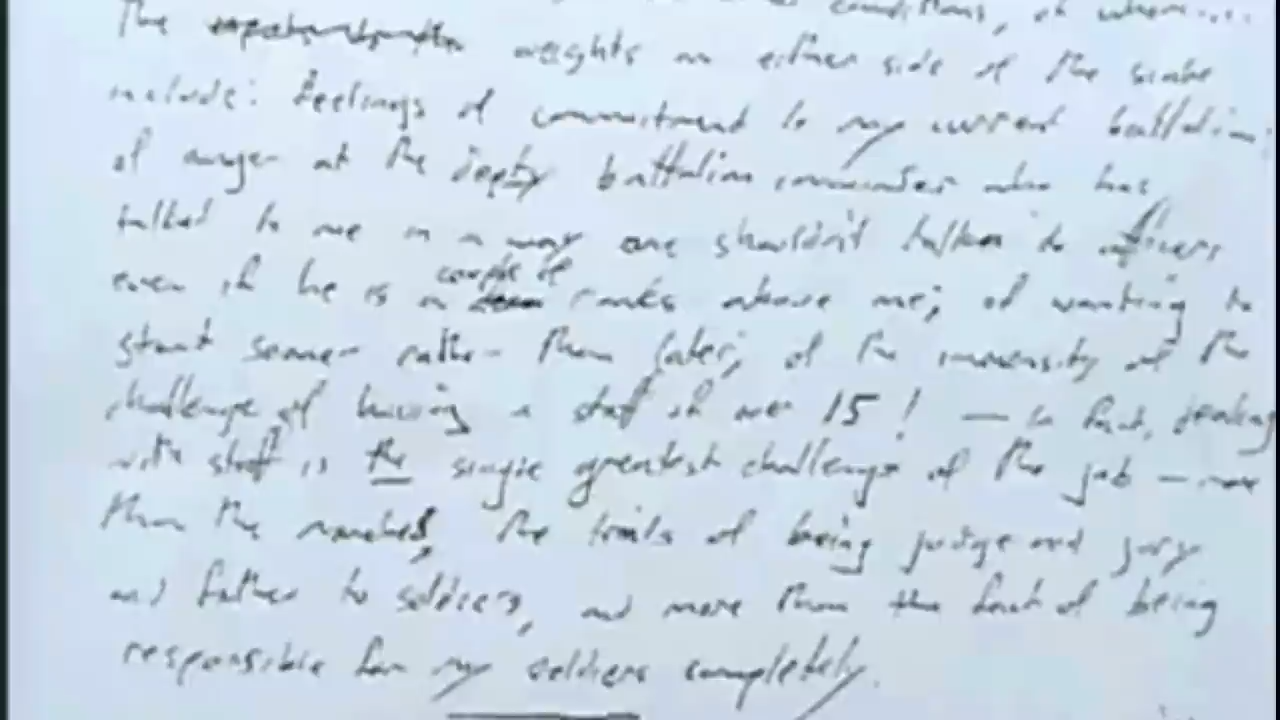 conditions, of whom....
The weights on either side of the scale
include: feelings of commitment to my current battalion;
of anger at the deputy battalion commander who has
talked to me in a way one shouldn't talk to officers
even if he is a couple of ranks above me; of wanting to
start sooner rather than later; of the immensity of the
challenge of having a staff of over 15! — in fact, dealing
with staff is the single greatest challenge of the job — more
than the marches, the trials of being judge and jury
and father to soldiers, and more than the fact of being
responsible for my soldiers completely.